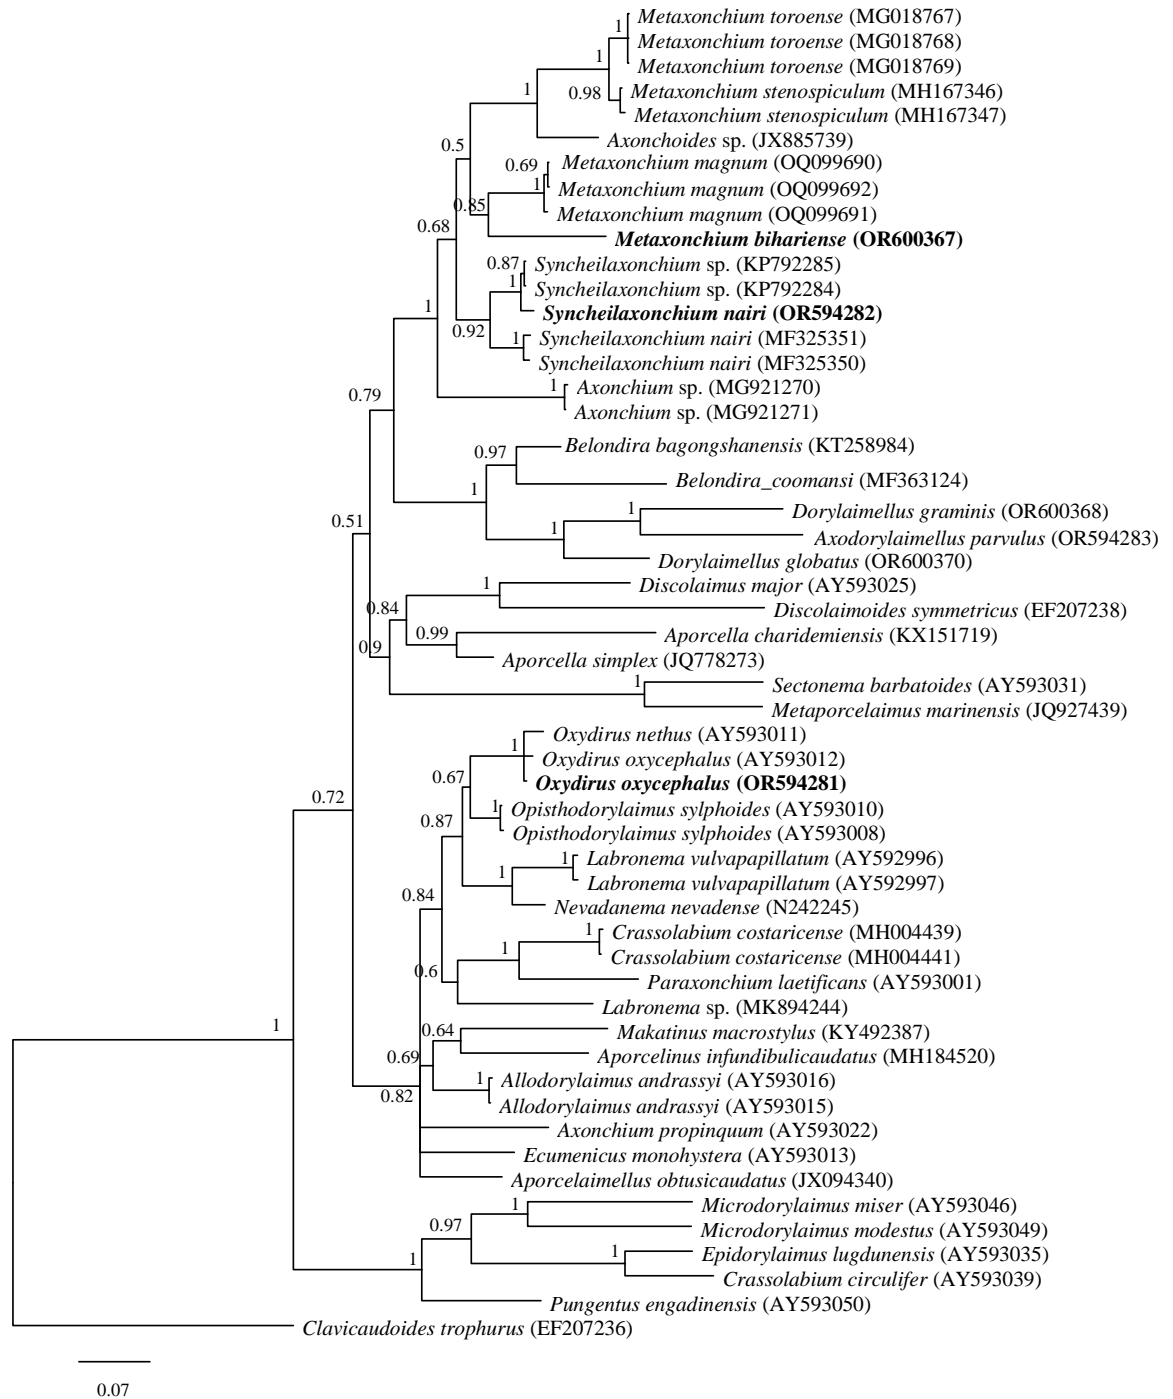 Metaxonchium toroense (MG018767)
1
Metaxonchium toroense (MG018768)
1
Metaxonchium toroense (MG018769)
1
0.98
Metaxonchium stenospiculum (MH167346)
Metaxonchium stenospiculum (MH167347)
Axonchoides sp. (JX885739)
0.5
0.69
Metaxonchium magnum (OQ099690)
1
Metaxonchium magnum (OQ099692)
0.85
Metaxonchium magnum (OQ099691)
0.68
Metaxonchium bihariense (OR600367)
0.87
Syncheilaxonchium sp. (KP792285)
1
Syncheilaxonchium sp. (KP792284)
1
Syncheilaxonchium nairi (OR594282)
0.92
1
Syncheilaxonchium nairi (MF325351)
Syncheilaxonchium nairi (MF325350)
0.79
1
Axonchium sp. (MG921270)
Axonchium sp. (MG921271)
0.97
Belondira bagongshanensis (KT258984)
1
Belondira_coomansi (MF363124)
0.51
1
Dorylaimellus graminis (OR600368)
1
Axodorylaimellus parvulus (OR594283)
Dorylaimellus globatus (OR600370)
1
Discolaimus major (AY593025)
0.84
Discolaimoides symmetricus (EF207238)
0.99
Aporcella charidemiensis (KX151719)
0.9
Aporcella simplex (JQ778273)
1
Sectonema barbatoides (AY593031)
Metaporcelaimus marinensis (JQ927439)
Oxydirus nethus (AY593011)
1
Oxydirus oxycephalus (AY593012)
0.67
Oxydirus oxycephalus (OR594281)
0.72
1
Opisthodorylaimus sylphoides (AY593010)
0.87
Opisthodorylaimus sylphoides (AY593008)
1
Labronema vulvapapillatum (AY592996)
1
Labronema vulvapapillatum (AY592997)
0.84
Nevadanema nevadense (N242245)
1
Crassolabium costaricense (MH004439)
1
Crassolabium costaricense (MH004441)
0.6
Paraxonchium laetificans (AY593001)
Labronema sp. (MK894244)
1
0.64
Makatinus macrostylus (KY492387)
0.69
Aporcelinus infundibulicaudatus (MH184520)
1
Allodorylaimus andrassyi (AY593016)
0.82
Allodorylaimus andrassyi (AY593015)
Axonchium propinquum (AY593022)
Ecumenicus monohystera (AY593013)
Aporcelaimellus obtusicaudatus (JX094340)
1
Microdorylaimus miser (AY593046)
0.97
Microdorylaimus modestus (AY593049)
1
1
Epidorylaimus lugdunensis (AY593035)
Crassolabium circulifer (AY593039)
Pungentus engadinensis (AY593050)
Clavicaudoides trophurus (EF207236)
0.07